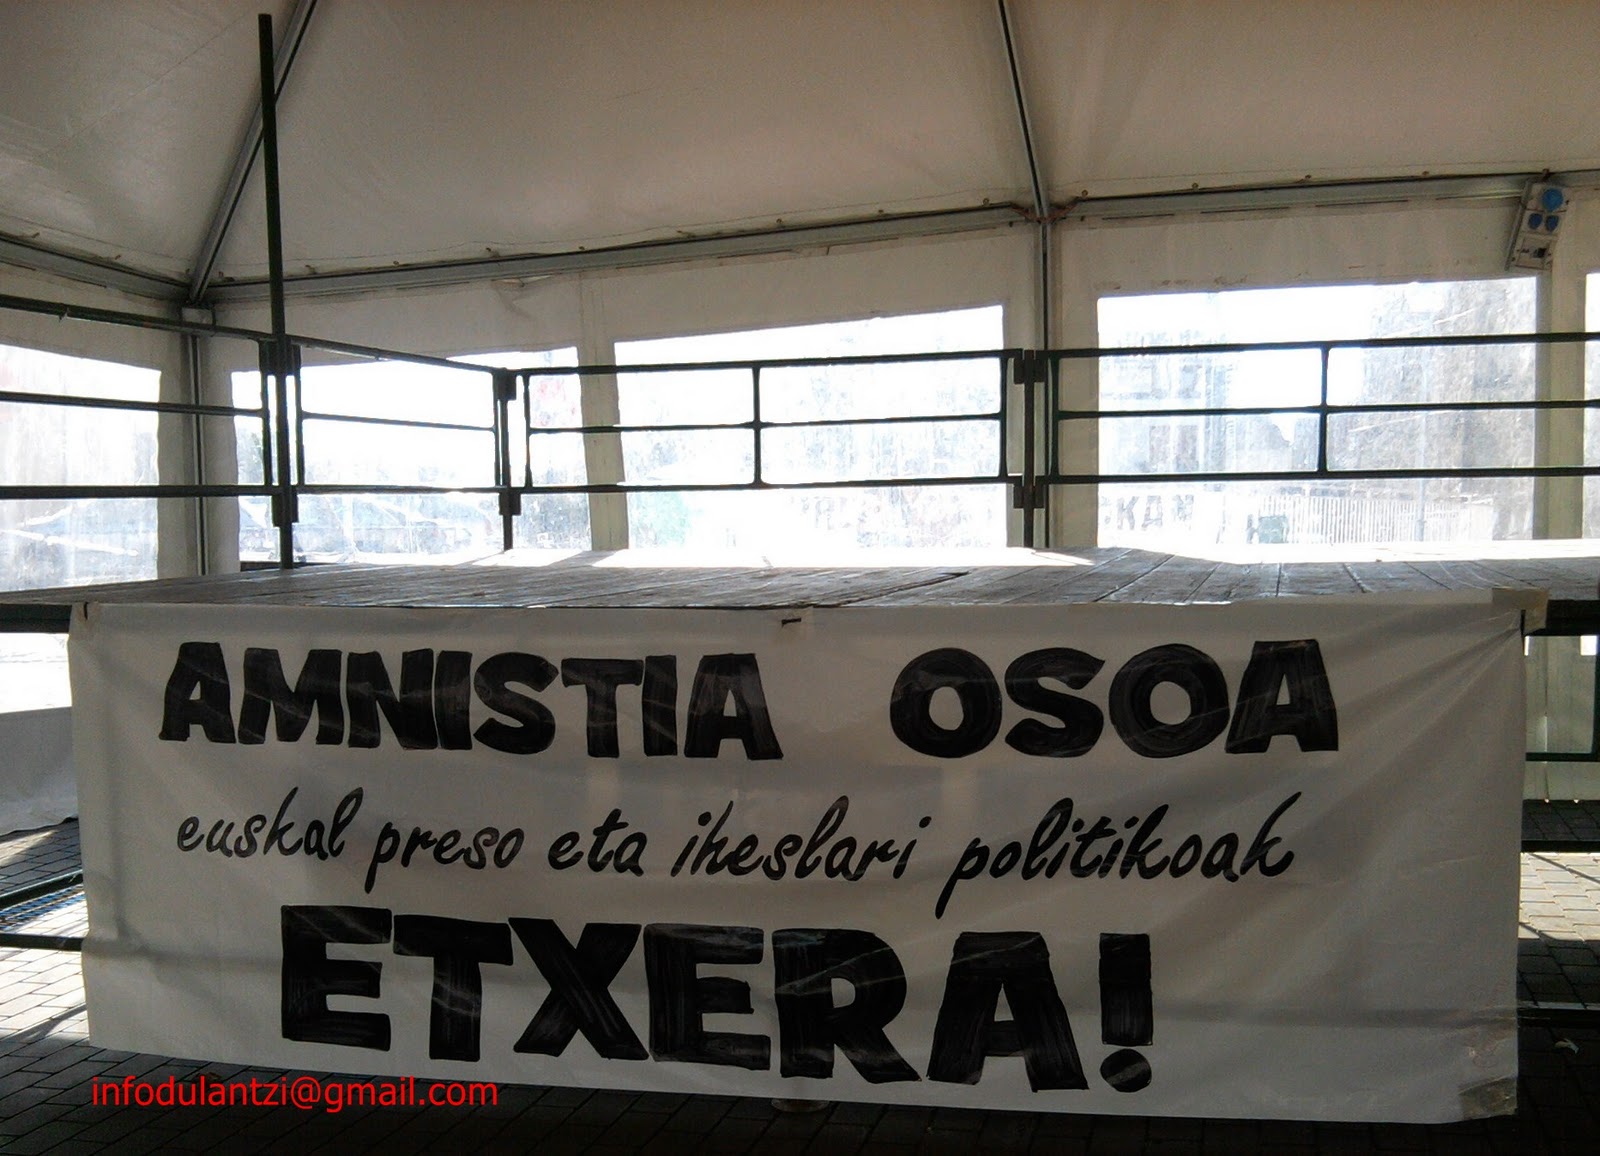 AMNISTIA OSOA
euskal preso eta iheslari politikoak
ETXERA!
infodulantzi@gmail.com